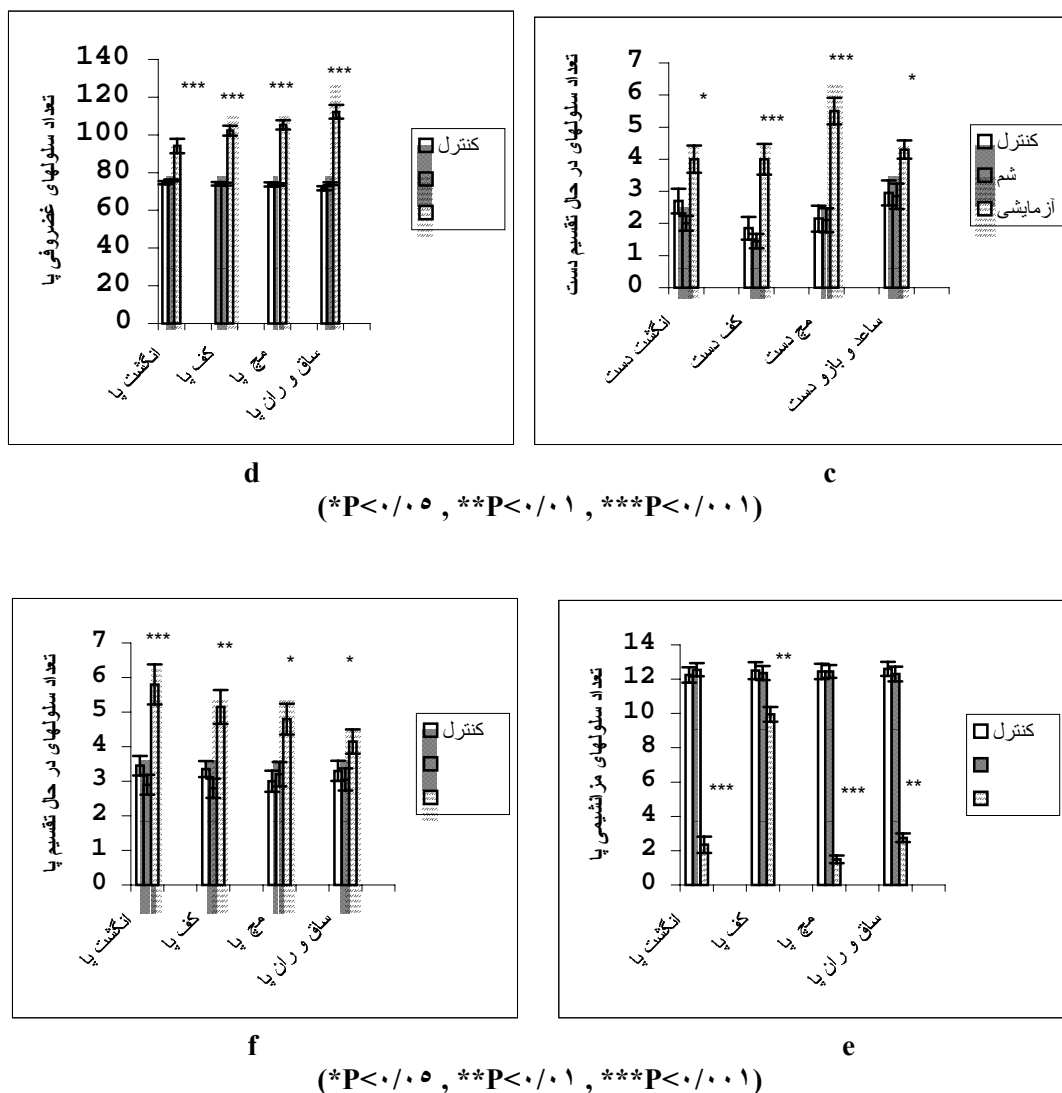 تعداد سلولهای در حال تقسیم دست
7
6
5
4
3
2
1
0
*
***
***
*
انگشت دست
کف دست
مچ دست
ساعد و بازو دست
کنترل
شم
آزمایشی
c
تعداد سلولهای غضروفی پا
140
120
100
80
60
40
20
0
***
***
***
***
انگشت پا
کف پا
مچ پا
ساق و ران پا
کنترل
d
(*P<۰/۰۵ , **P<۰/۰۱ , ***P<۰/۰۰۱)
تعداد سلولهای مزانشیمی پا
14
12
10
8
6
4
2
0
***
**
***
**
انگشت پا
کف پا
مچ پا
ساق و ران پا
کنترل
e
تعداد سلولهای در حال تقسیم پا
7
6
5
4
3
2
1
0
***
**
*
*
انگشت پا
کف پا
مچ پا
ساق و ران پا
کنترل
f
(*P<۰/۰۵ , **P<۰/۰۱ , ***P<۰/۰۰۱)